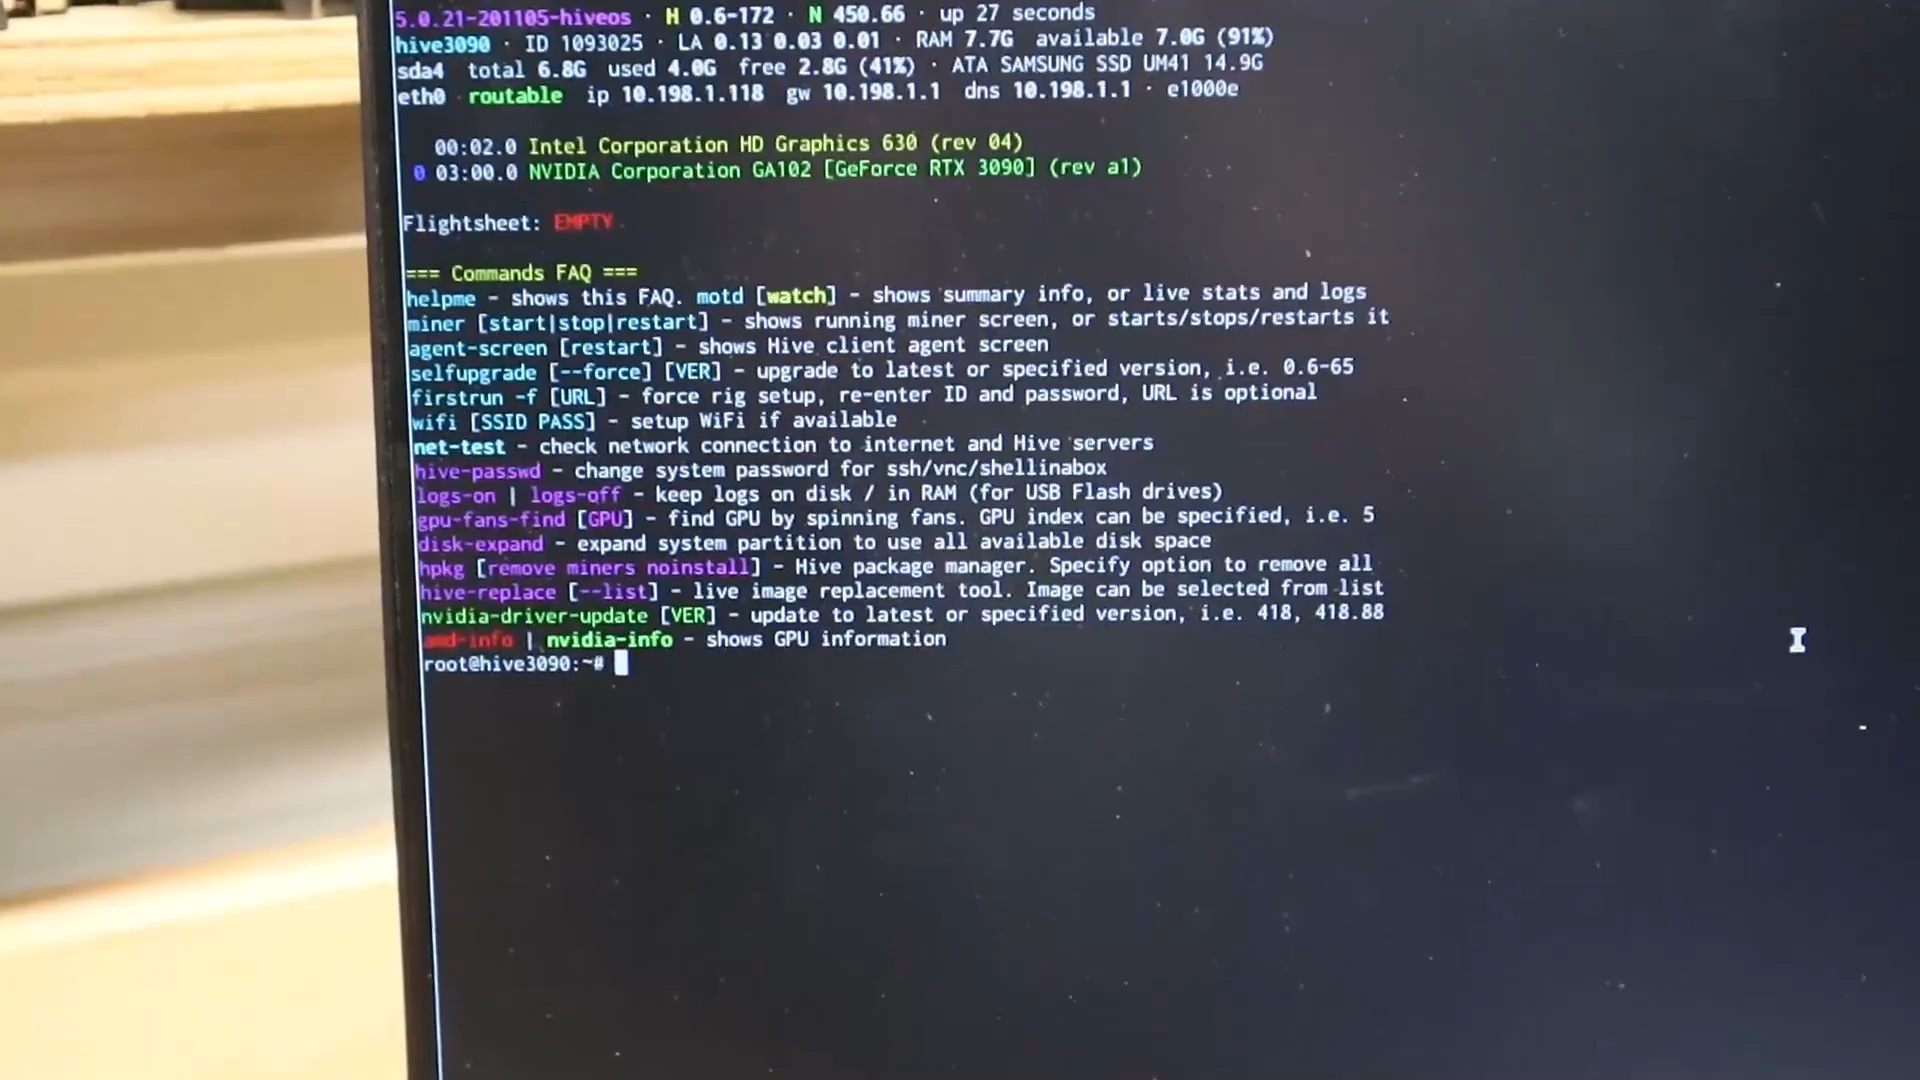 5.0.21-201105-hiveos · H 0.6-172 · N 450.66 · up 27 seconds
hive3090 · ID 1093025 · LA 0.13 0.03 0.01 · RAM 7.7G available 7.0G (91%)
sda4 total 6.8G used 4.0G free 2.8G (41%) · ATA SAMSUNG SSD UM41 14.9G
eth0 routable ip 10.198.1.118 gw 10.198.1.1 dns 10.198.1.1 · e1000e
00:02.0 Intel Corporation HD Graphics 630 (rev 04)
0 03:00.0 NVIDIA Corporation GA102 [GeForce RTX 3090] (rev a1)
Flightsheet: EMPTY
=== Commands FAQ ===
helpme - shows this FAQ. motd [watch] - shows summary info, or live stats and logs
miner [start|stop|restart] - shows running miner screen, or starts/stops/restarts it
agent-screen [restart] - shows Hive client agent screen
selfupgrade [--force] [VER] - upgrade to latest or specified version, i.e. 0.6-65
firstrun -f [URL] - force rig setup, re-enter ID and password, URL is optional
wifi [SSID PASS] - setup WiFi if available
net-test - check network connection to internet and Hive servers
hive-passwd - change system password for ssh/vnc/shellinabox
logs-on | logs-off - keep logs on disk / in RAM (for USB Flash drives)
gpu-fans-find [GPU] - find GPU by spinning fans. GPU index can be specified, i.e. 5
disk-expand - expand system partition to use all available disk space
hpkg [remove miners noinstall] - Hive package manager. Specify option to remove all
hive-replace [--list] - live image replacement tool. Image can be selected from list
nvidia-driver-update [VER] - update to latest or specified version, i.e. 418, 418.88
amd-info | nvidia-info - shows GPU information
root@hive3090:~#